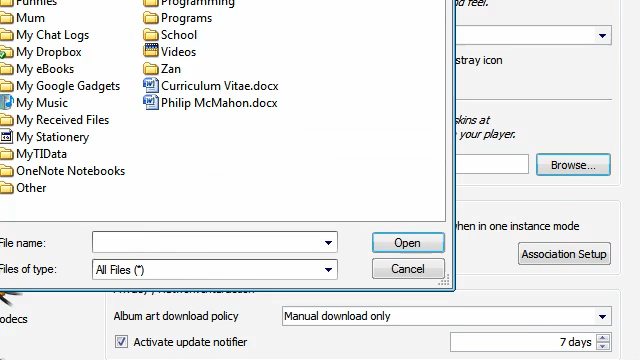 Funnies
Programming
Mum
Programs
My Chat Logs
School
My Dropbox
Videos
My eBooks
Zan
My Google Gadgets
Curriculum Vitae.docx
My Music
Philip McMahon.docx
My Received Files
My Stationery
MyTIData
OneNote Notebooks
Other
File name:
Open
Files of type:
All Files (*)
Cancel
nd feel.
stray icon
skins at
your player.
Browse...
when in one instance mode
Association Setup
odecs
Album art download policy
Manual download only
Activate update notifier
7 days